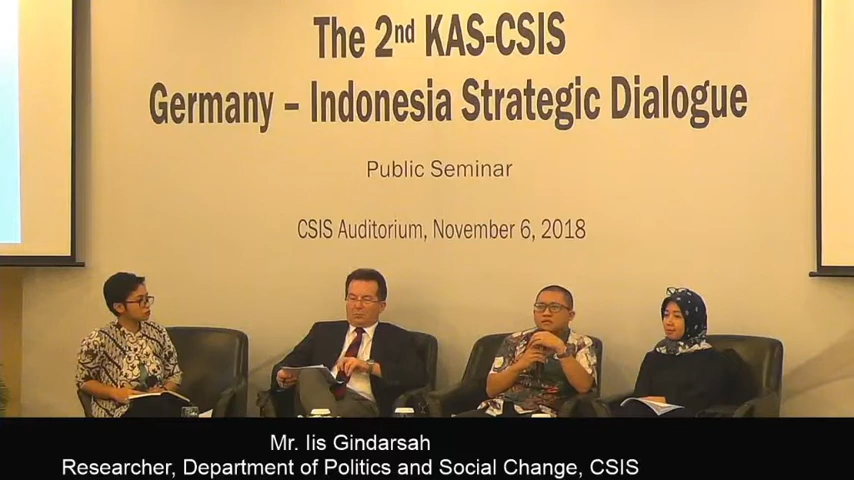 The 2nd KAS-CSIS
Germany – Indonesia Strategic Dialogue
Public Seminar
CSIS Auditorium, November 6, 2018
Mr. Iis Gindarsah
Researcher, Department of Politics and Social Change, CSIS